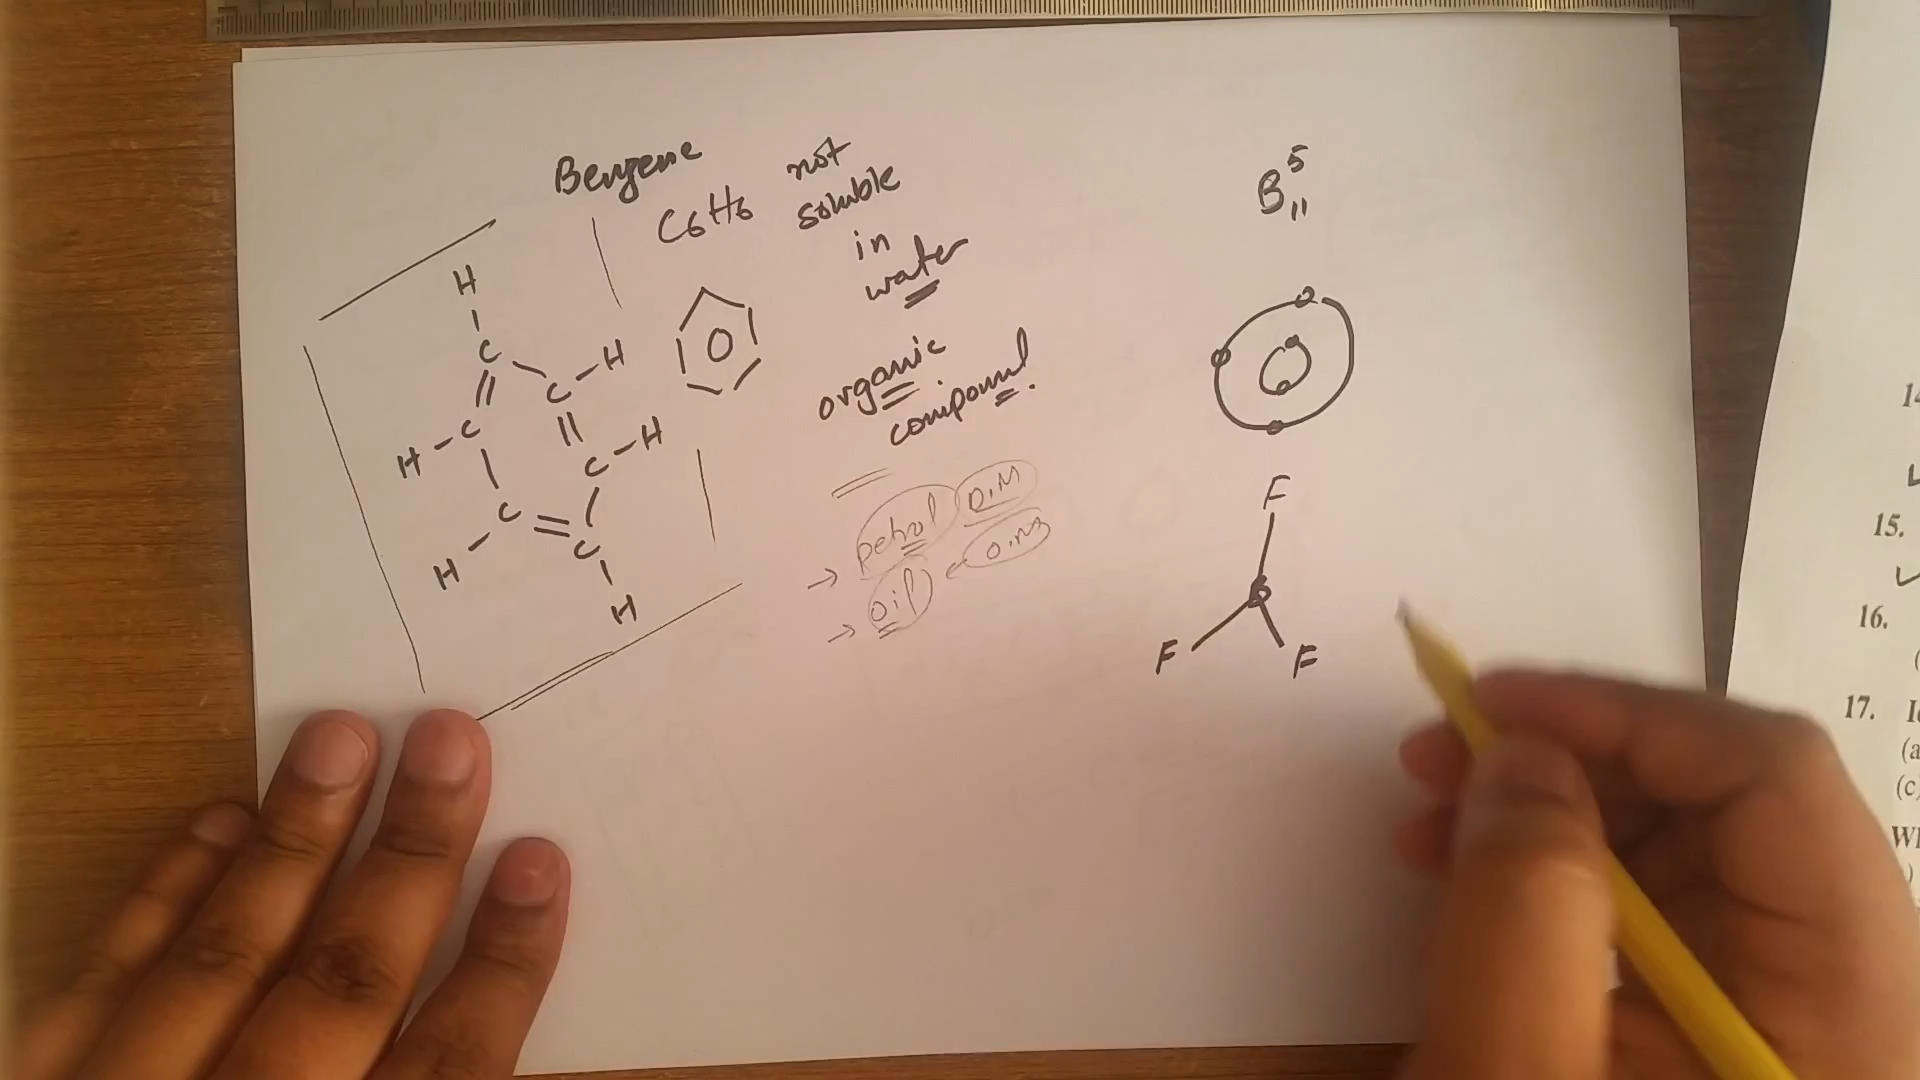 Benzene
C6H6
not
soluble
in
water
organic
compound.
petrol
oil
H
C
C-H
H-C
C-H
H
C
C
H
B 5
11
F
B
F
F
14
15.
16.
(
17. I
(a
(c
)